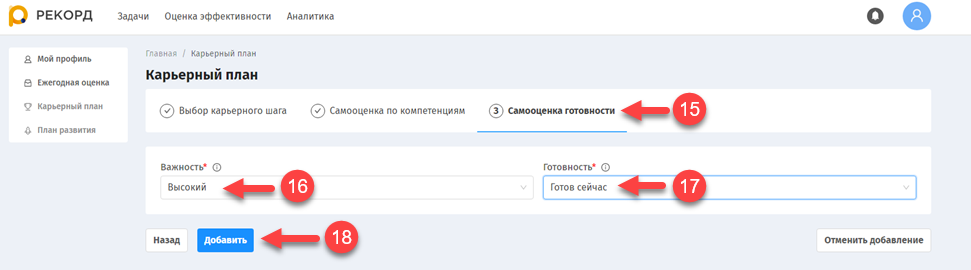 РЕКОРД Задачи Оценка эффективности Аналитика
Мой профиль
Ежегодная оценка
Карьерный план
План развития
Главная / Карьерный план
Карьерный план
Выбор карьерного шага Самооценка по компетенциям 3 Самооценка готовности 15
Важность* Готовность*
Высокий 16 Готов сейчас 17
Назад Добавить 18 Отменить добавление